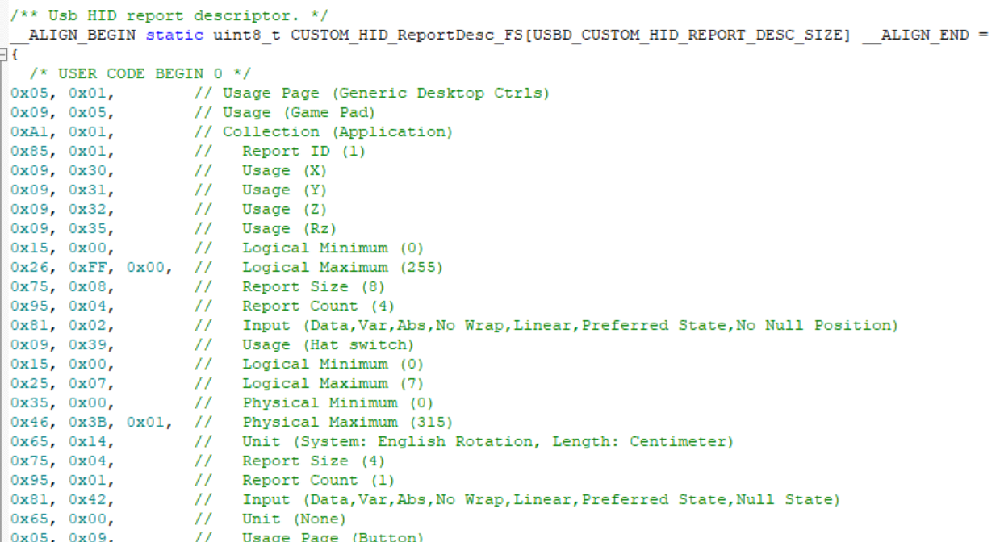 /** Usb HID report descriptor. */
__ALIGN_BEGIN static uint8_t CUSTOM_HID_ReportDesc_FS[USBD_CUSTOM_HID_REPORT_DESC_SIZE] __ALIGN_END =
{
  /* USER CODE BEGIN 0 */
0x05, 0x01,        // Usage Page (Generic Desktop Ctrls)
0x09, 0x05,        // Usage (Game Pad)
0xA1, 0x01,        // Collection (Application)
0x85, 0x01,        //   Report ID (1)
0x09, 0x30,        //   Usage (X)
0x09, 0x31,        //   Usage (Y)
0x09, 0x32,        //   Usage (Z)
0x09, 0x35,        //   Usage (Rz)
0x15, 0x00,        //   Logical Minimum (0)
0x26, 0xFF, 0x00,  //   Logical Maximum (255)
0x75, 0x08,        //   Report Size (8)
0x95, 0x04,        //   Report Count (4)
0x81, 0x02,        //   Input (Data,Var,Abs,No Wrap,Linear,Preferred State,No Null Position)
0x09, 0x39,        //   Usage (Hat switch)
0x15, 0x00,        //   Logical Minimum (0)
0x25, 0x07,        //   Logical Maximum (7)
0x35, 0x00,        //   Physical Minimum (0)
0x46, 0x3B, 0x01,  //   Physical Maximum (315)
0x65, 0x14,        //   Unit (System: English Rotation, Length: Centimeter)
0x75, 0x04,        //   Report Size (4)
0x95, 0x01,        //   Report Count (1)
0x81, 0x42,        //   Input (Data,Var,Abs,No Wrap,Linear,Preferred State,Null State)
0x65, 0x00,        //   Unit (None)
0x05, 0x09,        //   Usage Page (Button)